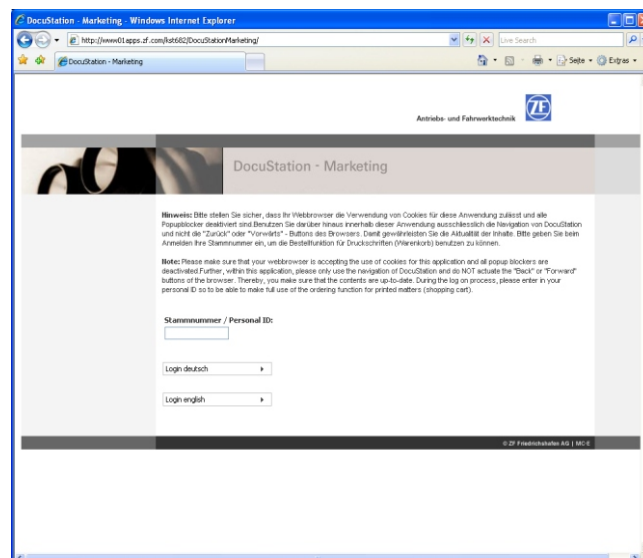 DocuStation - Marketing - Windows Internet Explorer
http://www01apps.zf.com/kst682/DocuStationMarketing/
Live Search
DocuStation - Marketing
Seite
Extras
Antriebs- und Fahrwerktechnik
ZF
DocuStation - Marketing
Hinweis: Bitte stellen Sie sicher, dass Ihr Webbrowser die Verwendung von Cookies für diese Anwendung zulässt und alle
Popupblocker deaktiviert sind.Benutzen Sie darüber hinaus innerhalb dieser Anwendung ausschliesslich die Navigation von DocuStation
und nicht die "Zurück" oder "Vorwärts" - Buttons des Browsers. Damit gewährleisten Sie die Aktualität der Inhalte. Bitte geben Sie beim
Anmelden Ihre Stammnummer ein, um die Bestellfunktion für Druckschriften (Warenkorb) benutzen zu können.
Note: Please make sure that your webbrowser is accepting the use of cookies for this application and all popup blockers are
deactivated.Further, within this application, please only use the navigation of DocuStation and do NOT actuate the "Back" or "Forward"
buttons of the browser. Thereby, you make sure that the contents are up-to-date. During the log on process, please enter in your
personal ID so to be able to make full use of the ordering function for printed matters (shopping cart).
Stammnummer / Personal ID:
Login deutsch
Login english
© ZF Friedrichshafen AG | MC-E